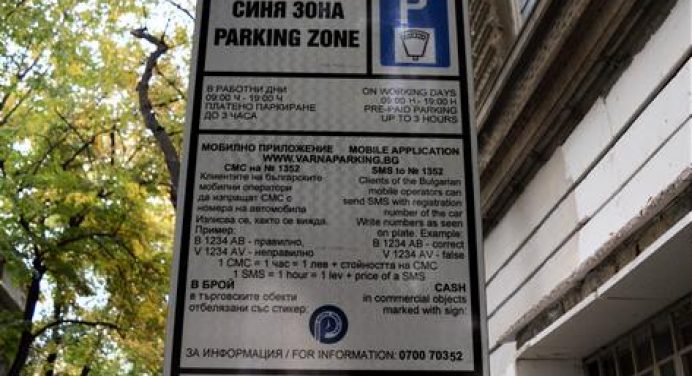 СИНЯ ЗОНА
PARKING ZONE
P
В РАБОТНИ ДНИ
09:00 Ч - 19:00 Ч
ПЛАТЕНО ПАРКИРАНЕ
ДО 3 ЧАСА
ON WORKING DAYS
09:00 H - 19:00 H
PRE-PAID PARKING
UP TO 3 HOURS
МОБИЛНО ПРИЛОЖЕНИЕ MOBILE APPLICATION
WWW.VARNAPARKING.BG
СМС на № 1352
Клиентите на българските
мобилни оператори
да изпращат СМС с
номера на автомобила
Изписва се, както се вижда.
Пример:
В 1234 АВ - правилно,
V 1234 AV - неправилно
SMS to № 1352
Clients of the Bulgarian
mobile operators can
send SMS with registration
number of the car
Write numbers as seen
on plate. Example:
B 1234 AB - correct
V 1234 AV - false
1 СМС = 1 час = 1 лев + стойността на СМС
1 SMS = 1 hour = 1 lev + price of a SMS
В БРОЙ
в търговските обекти
отбелязани със стикер:
CASH
in commercial objects
marked with sign:
ЗА ИНФОРМАЦИЯ / FOR INFORMATION: 0700 70352